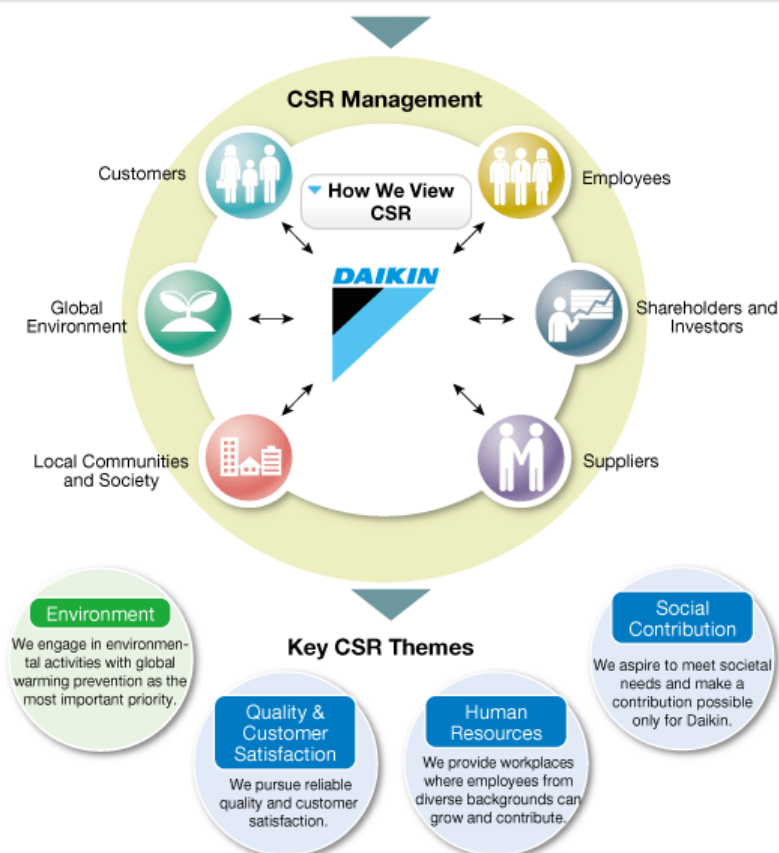 CSR Management
Customers
Employees
How We View
CSR
DAIKIN
Global
Environment
Shareholders and
Investors
Local Communities
and Society
Suppliers
Key CSR Themes
Environment
We engage in environmen-
tal activities with global
warming prevention as the
most important priority.
Quality &
Customer
Satisfaction
We pursue reliable
quality and customer
satisfaction.
Human
Resources
We provide workplaces
where employees from
diverse backgrounds can
grow and contribute.
Social
Contribution
We aspire to meet societal
needs and make a
contribution possible
only for Daikin.